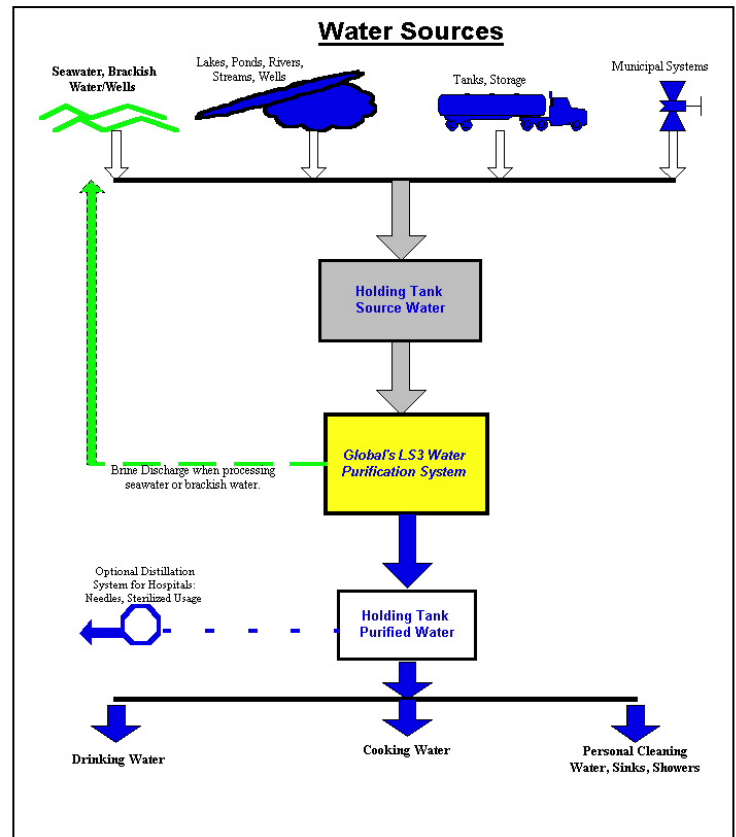 Water Sources
Seawater, Brackish
Water/Wells
Lakes, Ponds, Rivers,
Streams, Wells
Tanks, Storage
Municipal Systems
Holding Tank
Source Water
Global's LS3 Water
Purification System
Brine Discharge when processing
seawater or brackish water.
Optional Distillation
System for Hospitals:
Needles, Sterilized Usage
Holding Tank
Purified Water
Drinking Water
Cooking Water
Personal Cleaning
Water, Sinks, Showers